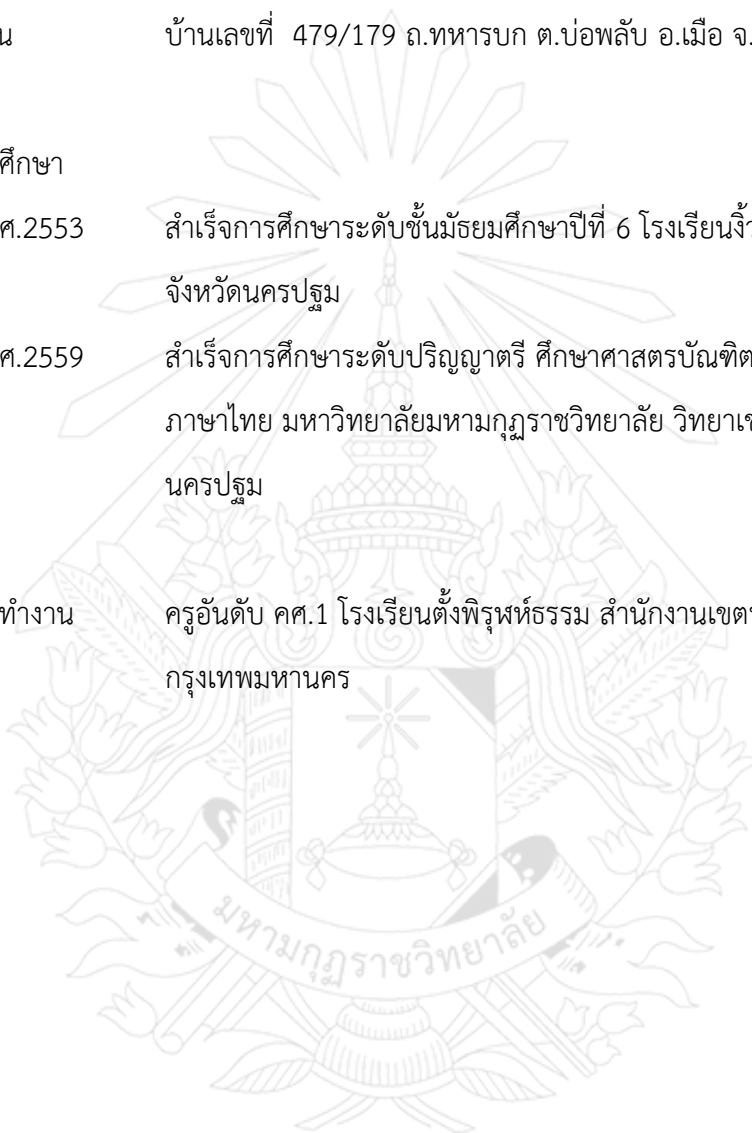 น บ้านเลขที่ 479/179 ถ.ทหารบก ต.บ่อพลับ อ.เมือ จ.
ศึกษา
ศ.2553 สำเร็จการศึกษาระดับชั้นมัธยมศึกษาปีที่ 6 โรงเรียนงิ้ว
จังหวัดนครปฐม
ศ.2559 สำเร็จการศึกษาระดับปริญญาตรี ศึกษาศาสตรบัณฑิต
ภาษาไทย มหาวิทยาลัยมหามกุฏราชวิทยาลัย วิทยาเข
นครปฐม
ทำงาน ครูอันดับ คศ.1 โรงเรียนตั้งพิรุฬห์ธรรม สำนักงานเขต
กรุงเทพมหานคร
มหามกุฏราชวิทยาลัย